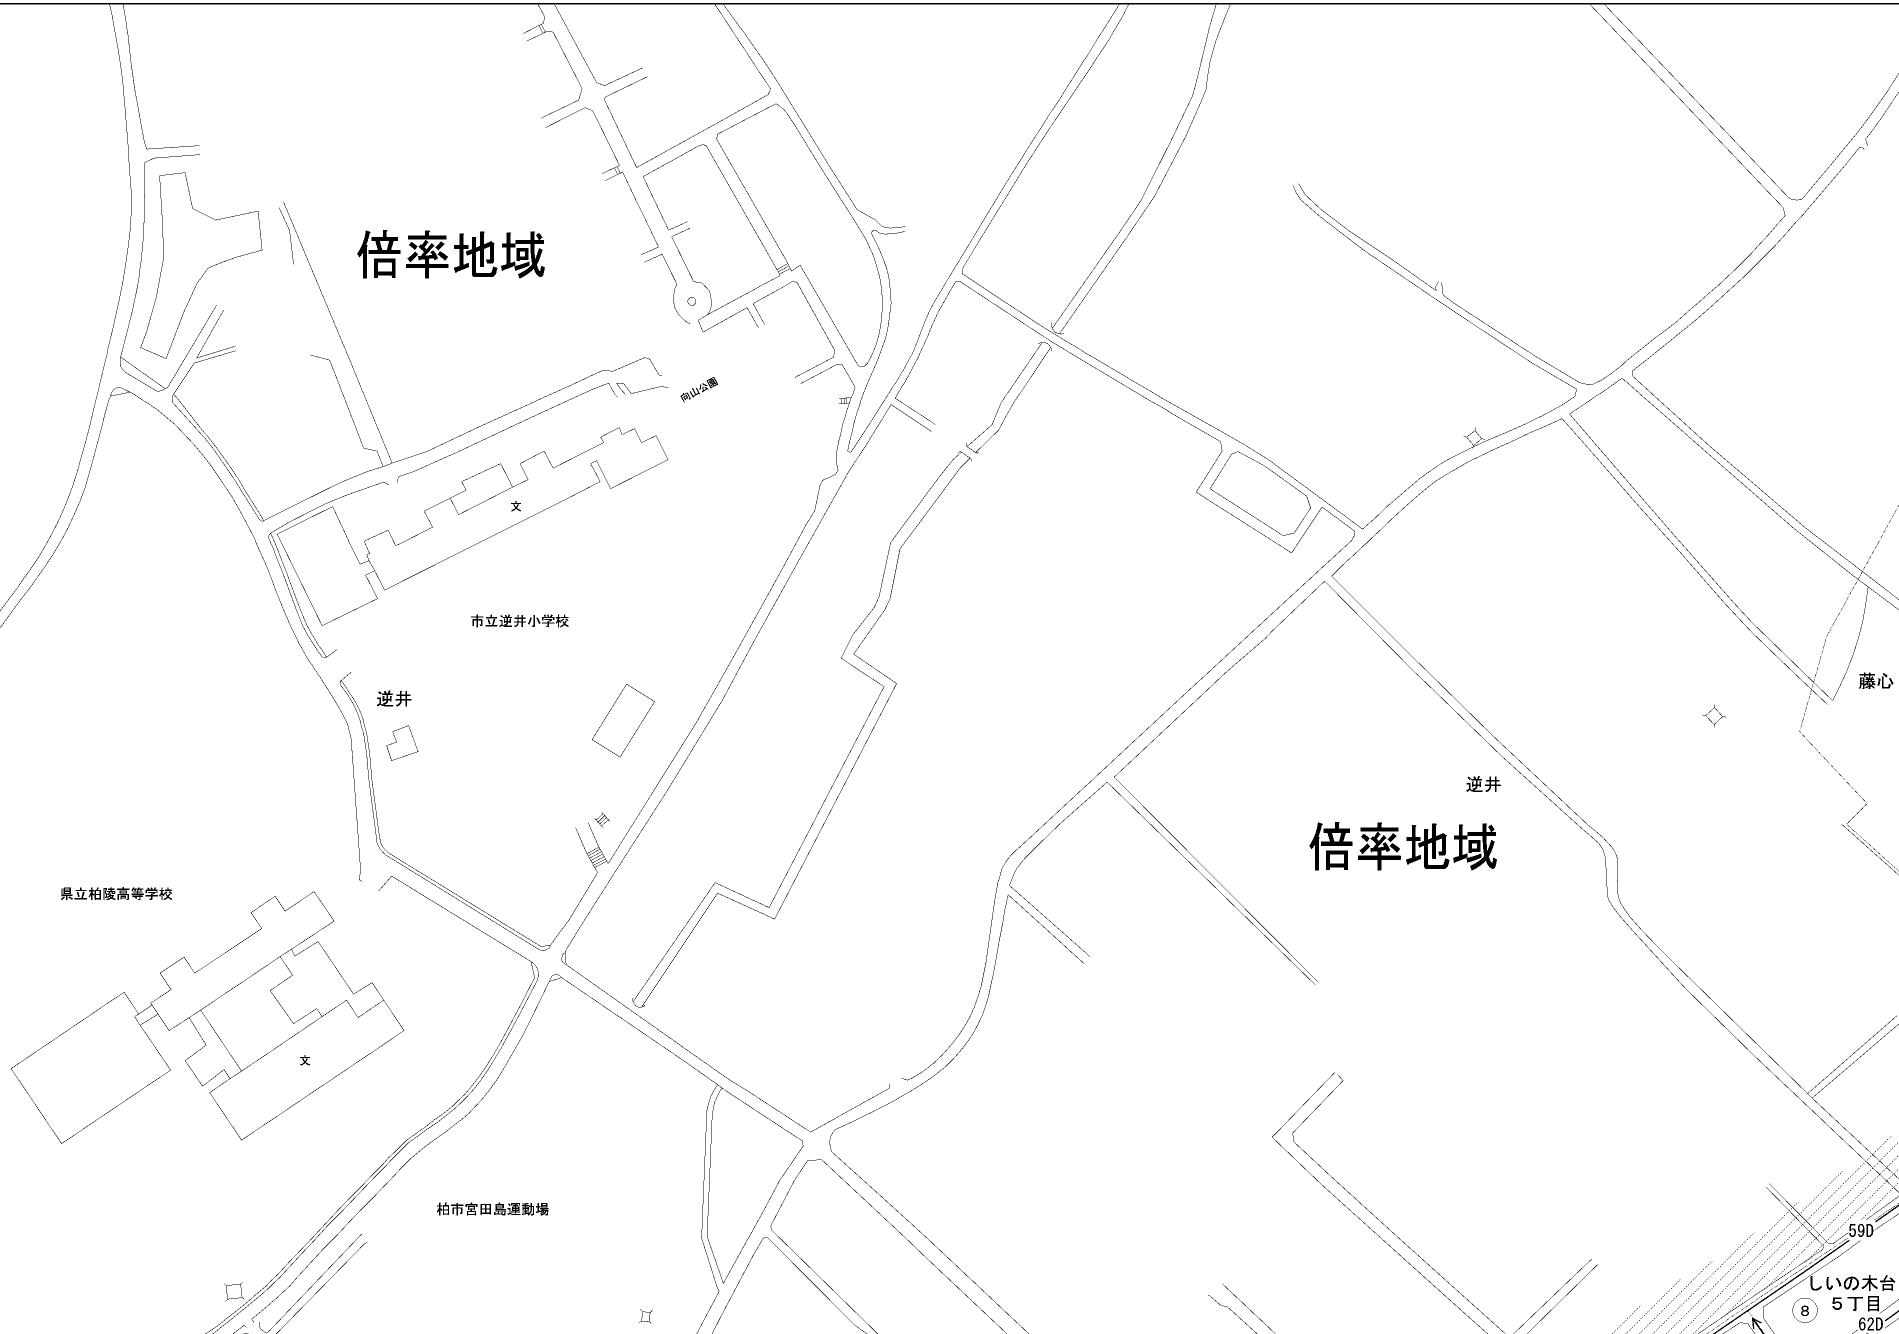 倍率地域
向山公園
文
市立逆井小学校
藤心
逆井
逆井
倍率地域
県立柏陵高等学校
文
柏市宮田島運動場
59D
しいの木台
5丁目
8
62D